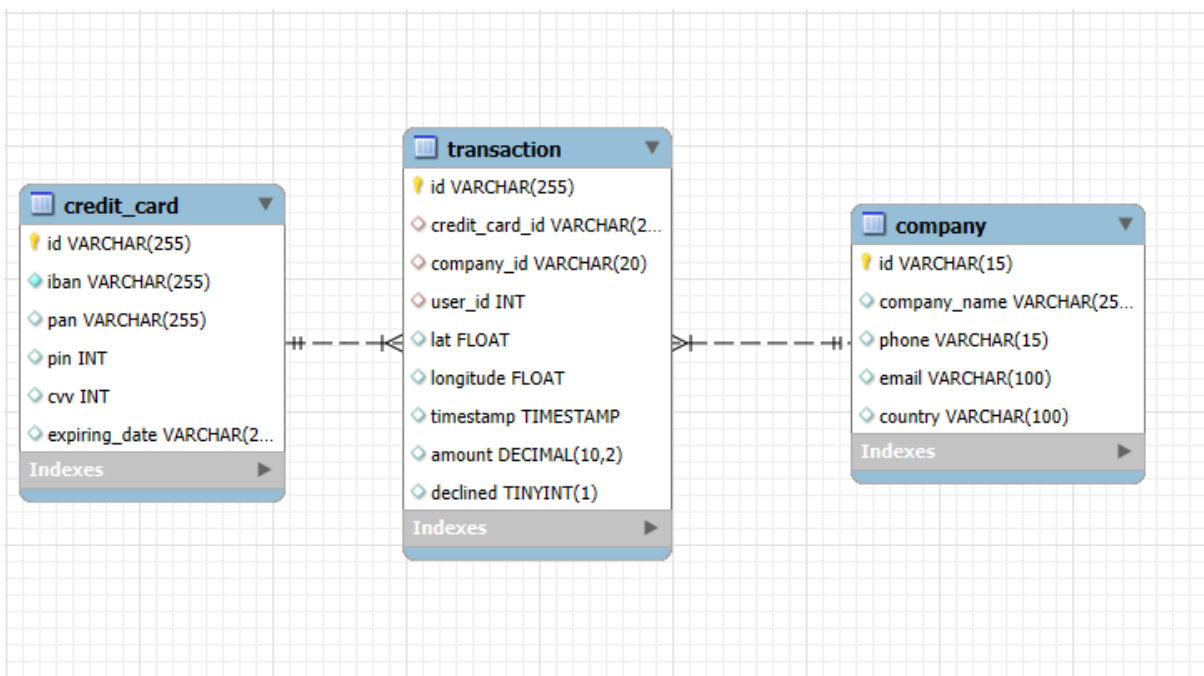 credit_card
id VARCHAR(255)
iban VARCHAR(255)
pan VARCHAR(255)
pin INT
cvv INT
expiring_date VARCHAR(2...
Indexes
transaction
id VARCHAR(255)
credit_card_id VARCHAR(2...
company_id VARCHAR(20)
user_id INT
lat FLOAT
longitude FLOAT
timestamp TIMESTAMP
amount DECIMAL(10,2)
declined TINYINT(1)
Indexes
company
id VARCHAR(15)
company_name VARCHAR(25...
phone VARCHAR(15)
email VARCHAR(100)
country VARCHAR(100)
Indexes